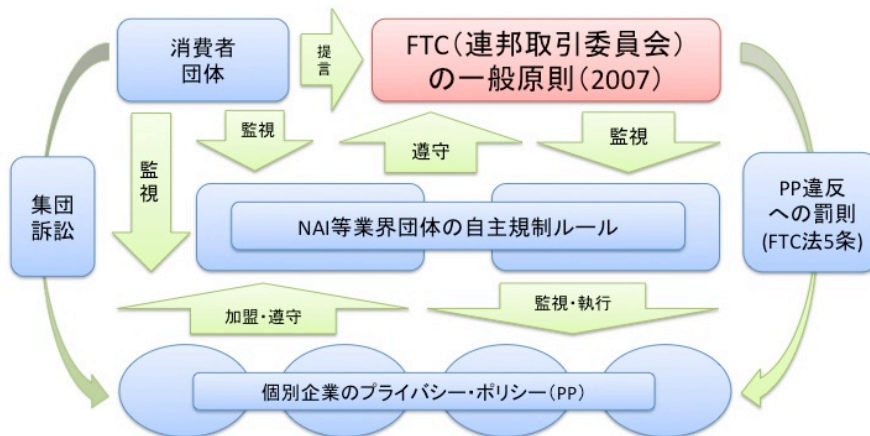 消費者
団体
提
言
FTC(連邦取引委員会)
の一般原則(2007)
監視
遵守
監視
監
視
集団
訴訟
NAI等業界団体の自主規制ルール
PP違反
への罰則
(FTC法5条)
加盟・遵守
監視・執行
個別企業のプライバシー・ポリシー(PP)